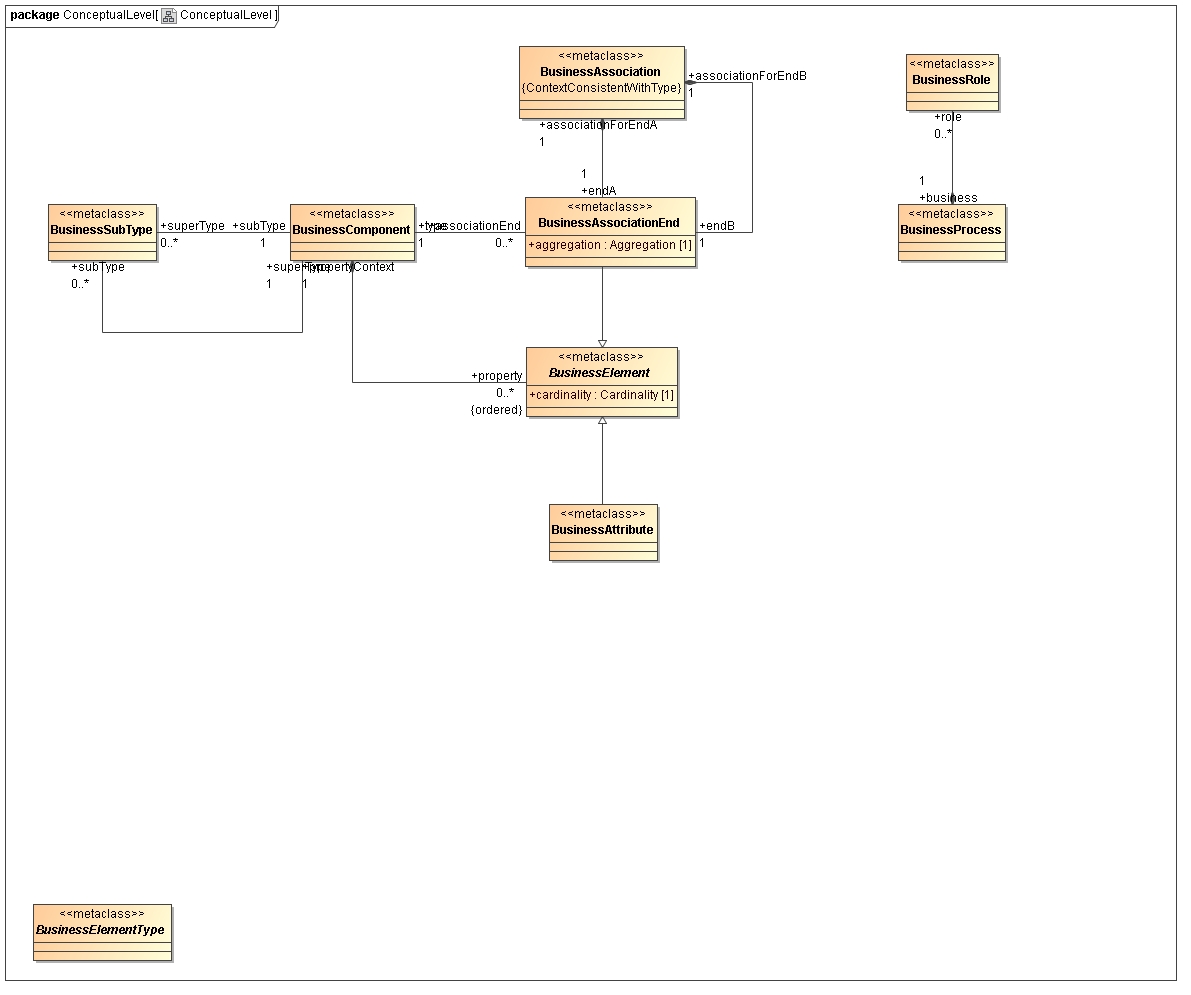 package ConceptualLevel[ ConceptualLevel ]
<<metaclass>>
BusinessAssociation
{ContextConsistentWithType}
+associationForEndB
1
+associationForEndA
1
<<metaclass>>
BusinessRole
+role
0..*
1
+business
<<metaclass>>
BusinessProcess
<<metaclass>>
BusinessSubType
+superType
0..*
+subType
1
<<metaclass>>
BusinessComponent
+type
1
+associationEnd
0..*
1
+endA
<<metaclass>>
BusinessAssociationEnd
+aggregation : Aggregation [1]
+endB
1
+subType
0..*
+superType
1
+propertyContext
1
<<metaclass>>
BusinessElement
+cardinality : Cardinality [1]
+property
0..*
{ordered}
<<metaclass>>
BusinessAttribute
<<metaclass>>
BusinessElementType